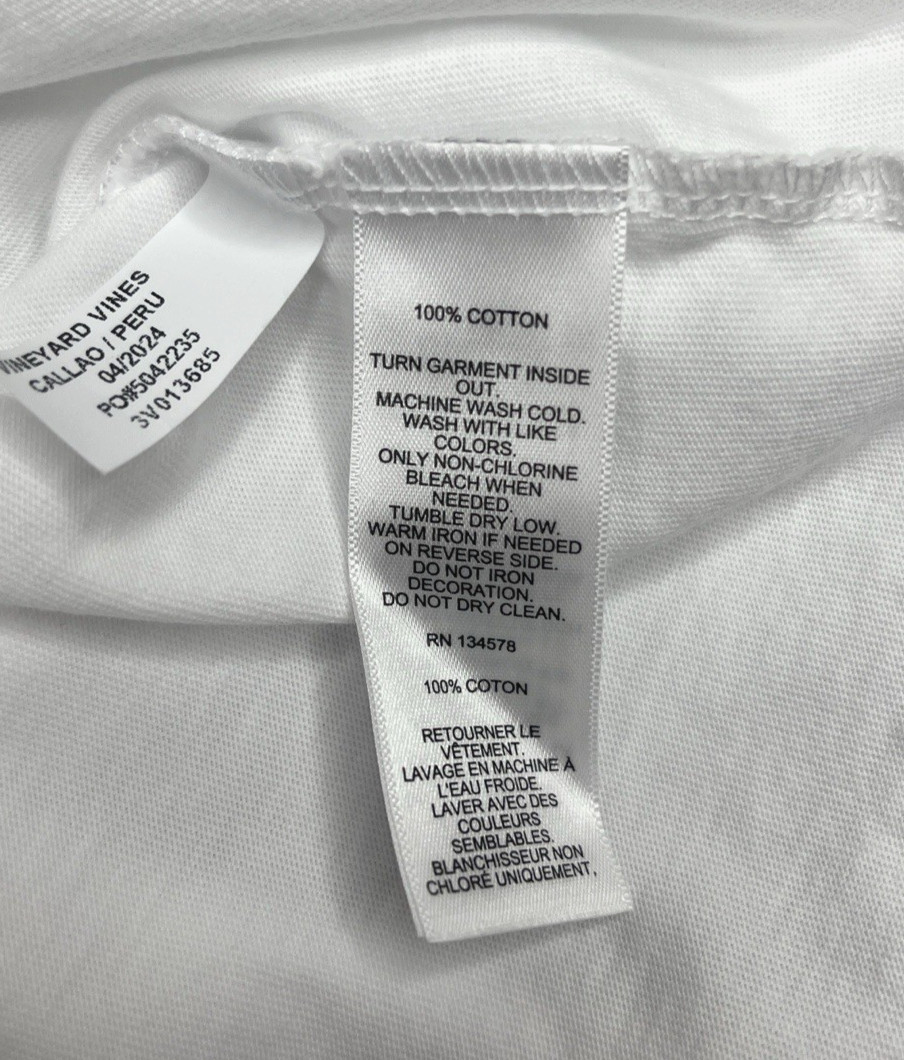 VINEYARD VINES
CALLAO / PERU
04/2024
PO#5042235
3V013685
100% COTTON
TURN GARMENT INSIDE
OUT.
MACHINE WASH COLD.
WASH WITH LIKE
COLORS.
ONLY NON-CHLORINE
BLEACH WHEN
NEEDED.
TUMBLE DRY LOW.
WARM IRON IF NEEDED
ON REVERSE SIDE.
DO NOT IRON
DECORATION.
DO NOT DRY CLEAN.
RN 134578
100% COTON
RETOURNER LE
VÊTEMENT.
LAVAGE EN MACHINE À
L'EAU FROIDE.
LAVER AVEC DES
COULEURS
SEMBLABLES.
BLANCHISSEUR NON
CHLORÉ UNIQUEMENT,